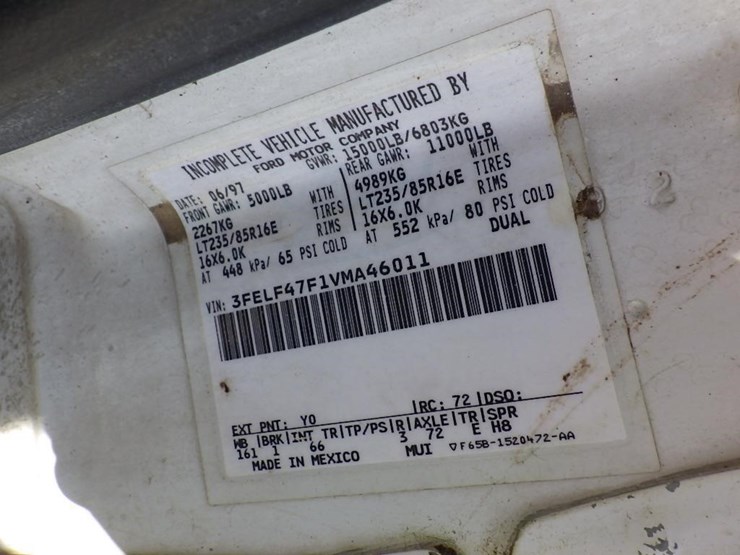 INCOMPLETE VEHICLE MANUFACTURED BY
FORD MOTOR COMPANY
DATE: 06/97 GVWR: 15000LB/6803KG
FRONT GAWR: 5000LB REAR GAWR: 11000LB
2267KG WITH 4989KG WITH
LT235/85R16E TIRES LT235/85R16E TIRES
16X6.0K RIMS 16X6.0K RIMS
AT 448 kPa/ 65 PSI COLD AT 552 kPa/ 80 PSI COLD
DUAL
VIN: 3FELF47F1VMA46011
EXT PNT: YO RC: 72 DSO:
WB BRK INT TR TP/PS R AXLE TR SPR
161 1 66 3 72 E H8
MADE IN MEXICO MUI ▽F65B-1520472-AA
2